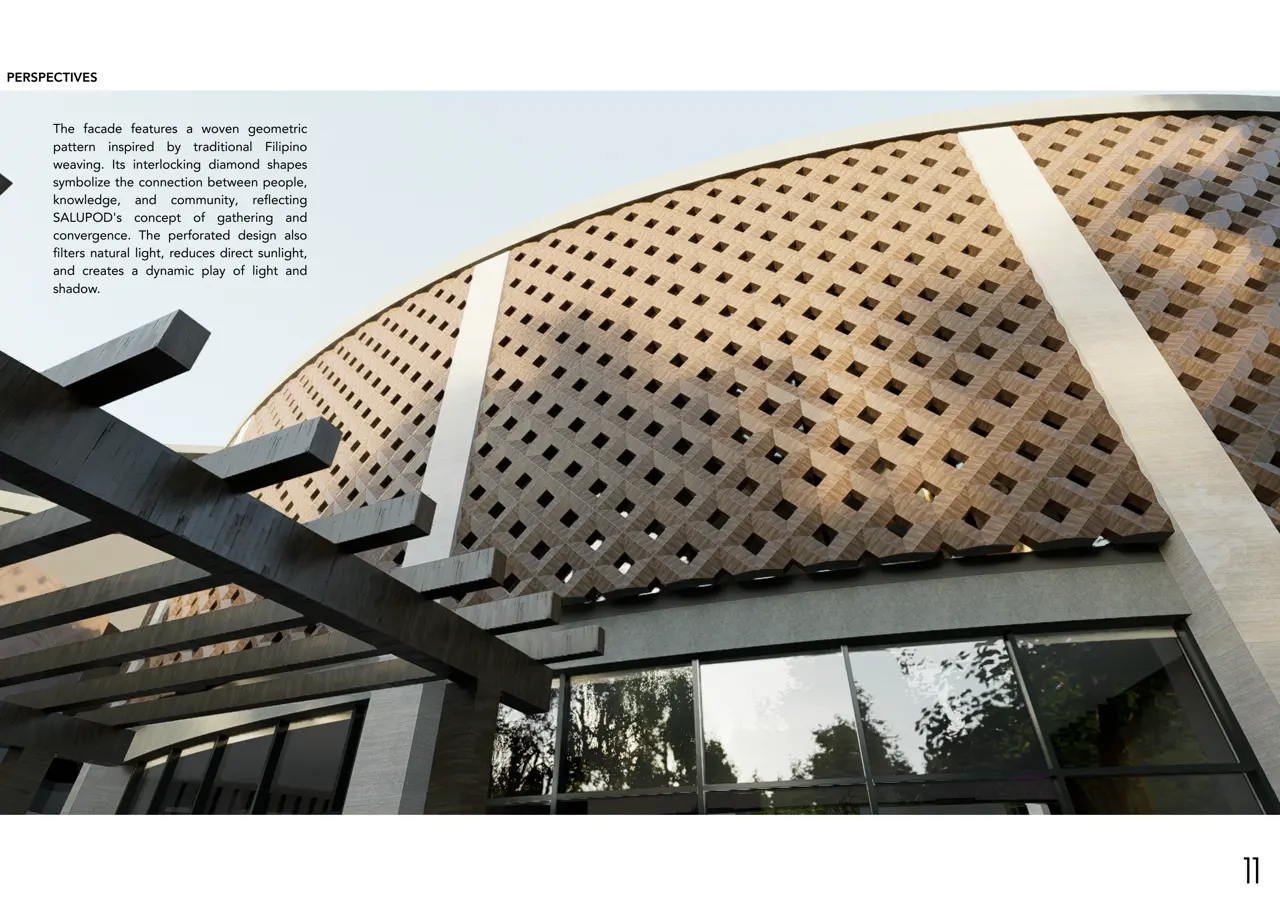 PERSPECTIVES
The facade features a woven geometric
pattern inspired by traditional Filipino
weaving. Its interlocking diamond shapes
symbolize the connection between people,
knowledge, and community, reflecting
SALUPOD's concept of gathering and
convergence. The perforated design also
filters natural light, reduces direct sunlight,
and creates a dynamic play of light and
shadow.
11